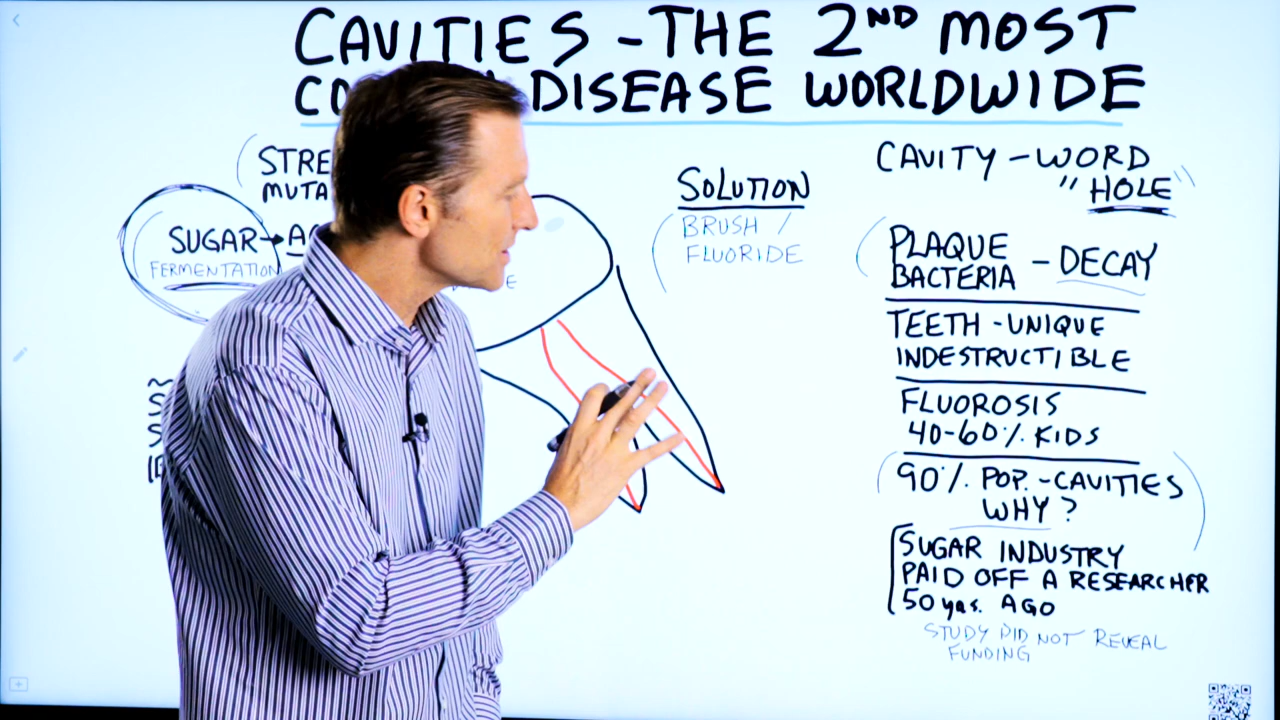 CAVITIES - THE 2ND MOST
DISEASE WORLDWIDE
SUGAR
FERMENTATION
SOLUTION
BRUSH /
FLUORIDE
CAVITY - WORD
"HOLE"
PLAQUE
BACTERIA - DECAY
TEETH - UNIQUE
INDESTRUCTIBLE
FLUOROSIS
40-60% KIDS
90% POP. - CAVITIES
WHY?
SUGAR INDUSTRY
PAID OFF A RESEARCHER
50 yrs. AGO
STUDY DID NOT REVEAL
FUNDING